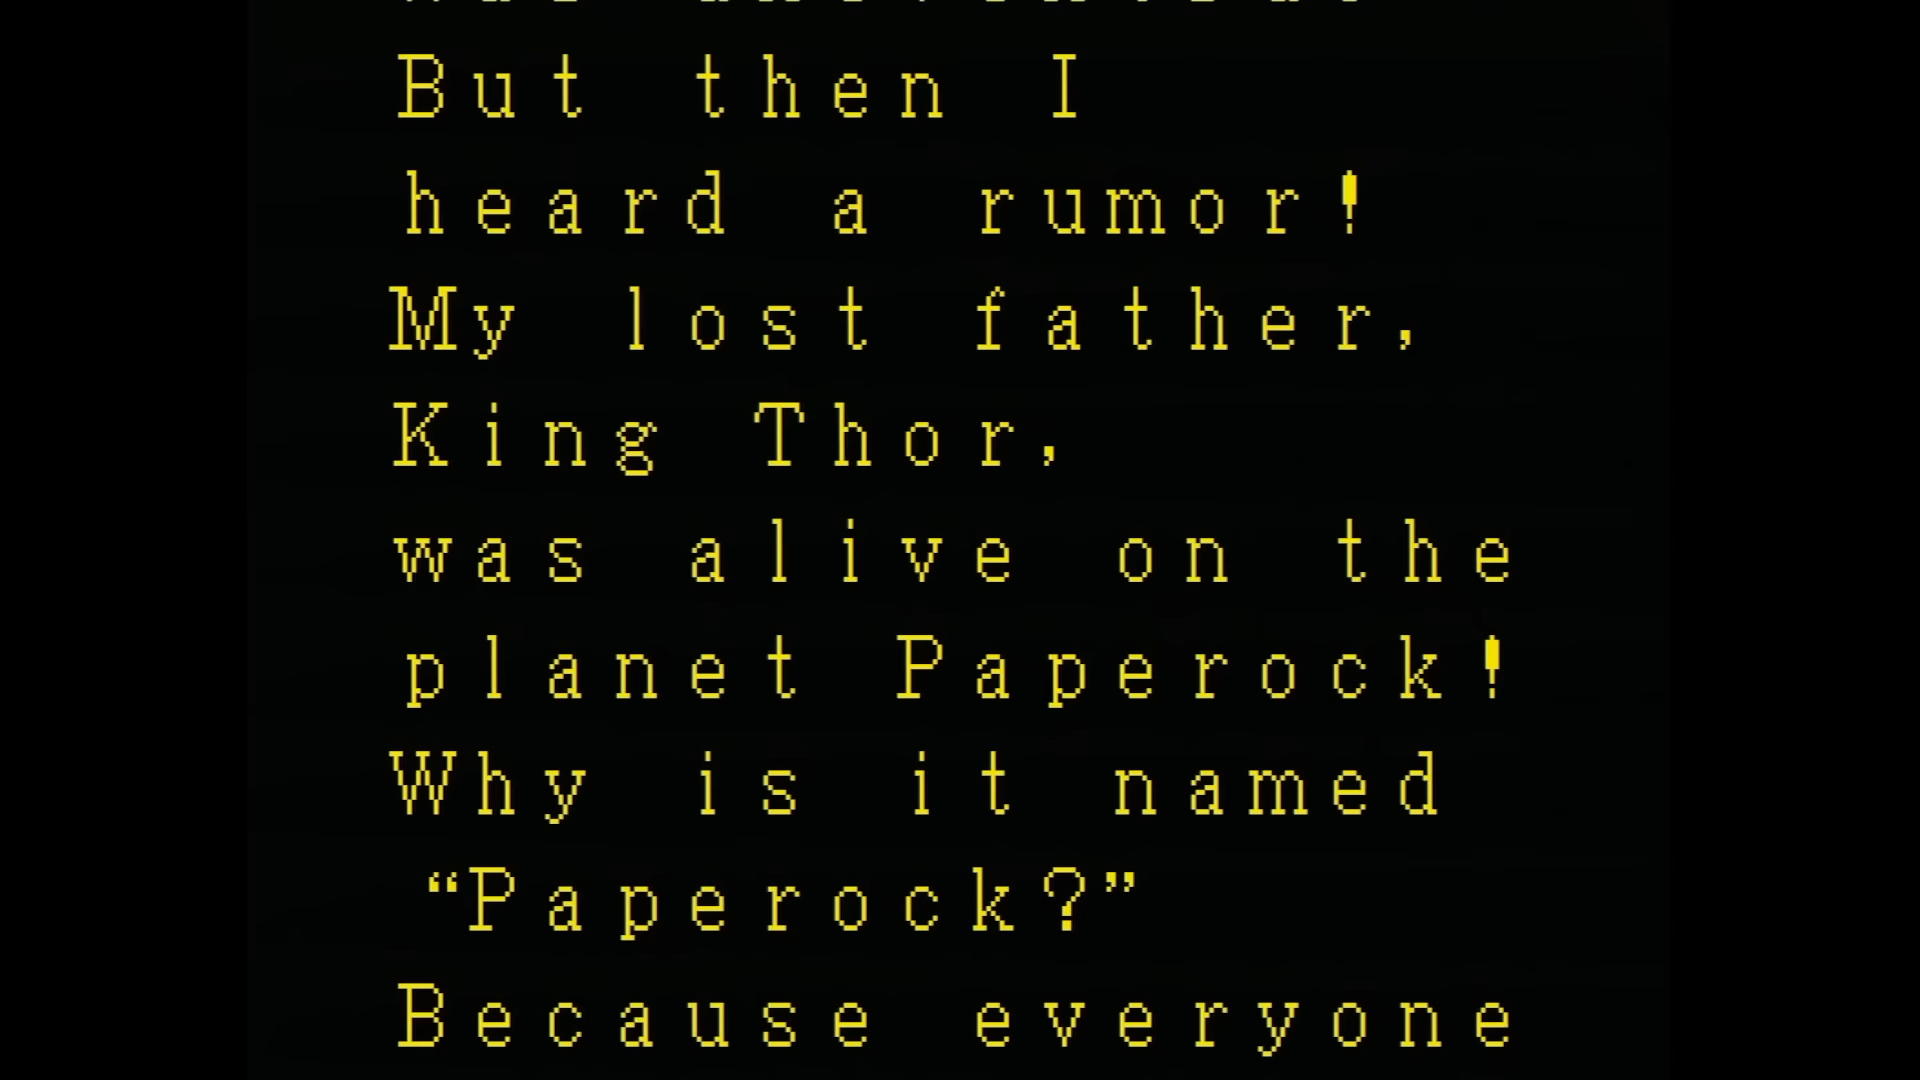 But then I
heard a rumor!
My lost father,
King Thor,
was alive on the
planet Paperock!
Why is it named
“Paperock?”
Because everyone